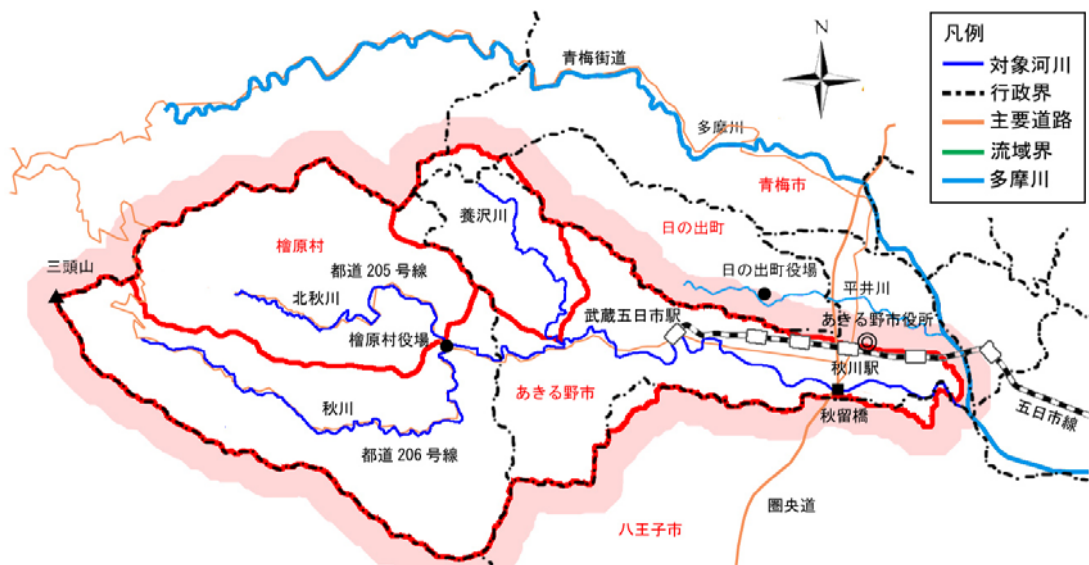 凡例
対象河川
行政界
主要道路
流域界
多摩川
N
青梅街道
多摩川
青梅市
養沢川
日の出町
檜原村
三頭山
都道 205 号線
北秋川
日の出町役場
平井川
武蔵五日市駅
あきる野市役所
檜原村役場
秋川駅
あきる野市
秋川
秋留橋
五日市線
都道 206 号線
圏央道
八王子市